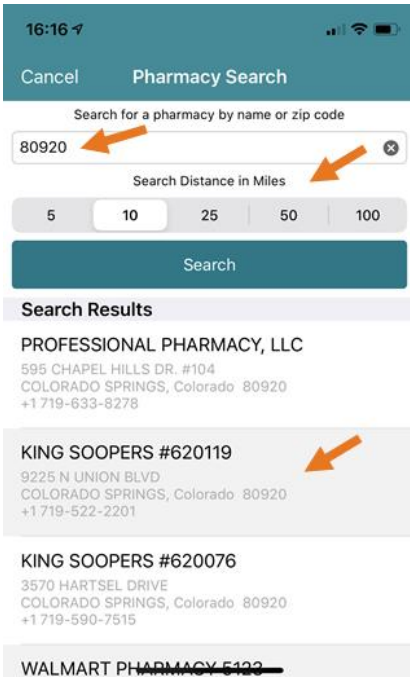 16:16
Cancel Pharmacy Search
Search for a pharmacy by name or zip code
80920
Search Distance in Miles
5 10 25 50 100
Search
Search Results
PROFESSIONAL PHARMACY, LLC
595 CHAPEL HILLS DR. #104
COLORADO SPRINGS, Colorado 80920
+1 719-633-8278
KING SOOPERS #620119
9225 N UNION BLVD
COLORADO SPRINGS, Colorado 80920
+1 719-522-2201
KING SOOPERS #620076
3570 HARTSEL DRIVE
COLORADO SPRINGS, Colorado 80920
+1 719-590-7515
WALMART PHARMACY 5123